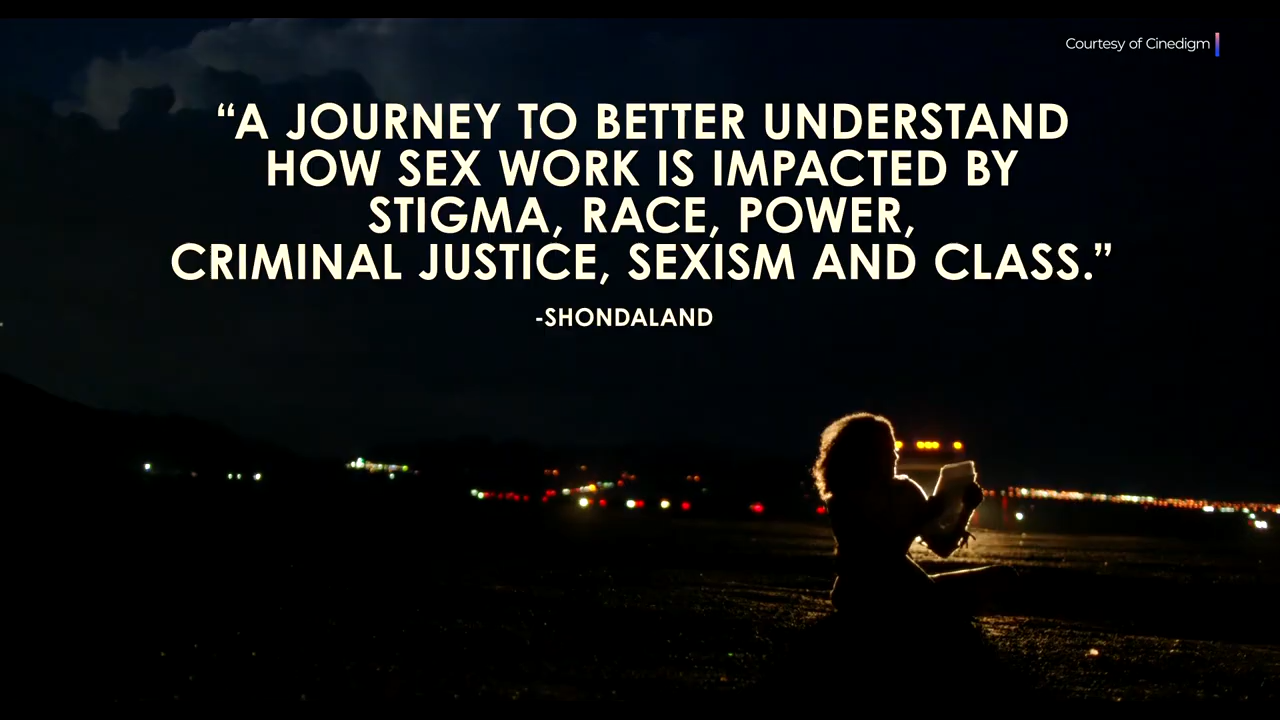 Courtesy of Cinedigm
“A JOURNEY TO BETTER UNDERSTAND
HOW SEX WORK IS IMPACTED BY
STIGMA, RACE, POWER,
CRIMINAL JUSTICE, SEXISM AND CLASS.”
-SHONDALAND